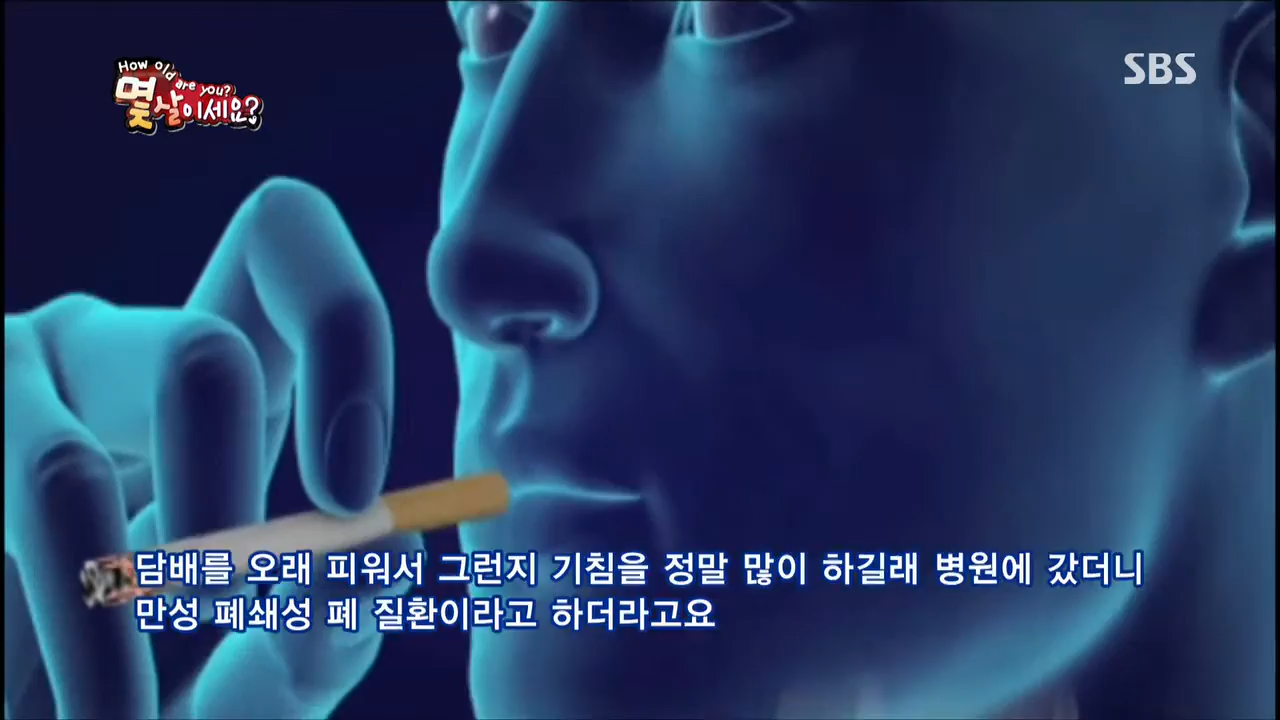 How old are you?
몇살이세요?
SBS
담배를 오래 피워서 그런지 기침을 정말 많이 하길래 병원에 갔더니
만성 폐쇄성 폐 질환이라고 하더라고요